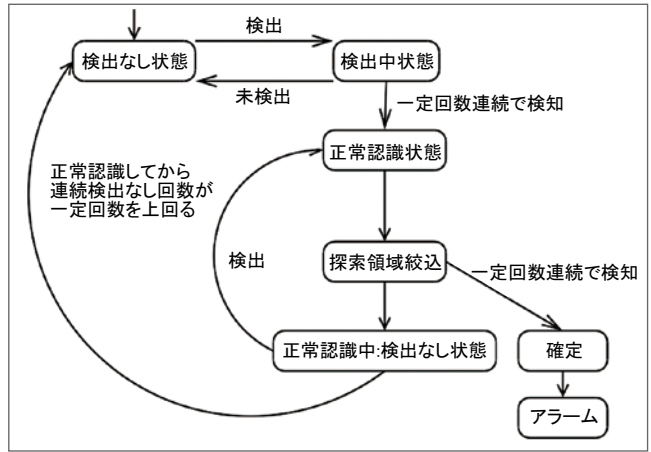 検出
検出なし状態
検出中状態
未検出
一定回数連続で検知
正常認識状態
正常認識してから
連続検出なし回数が
一定回数を上回る
検出
探索領域絞込
一定回数連続で検知
正常認識中:検出なし状態
確定
アラーム